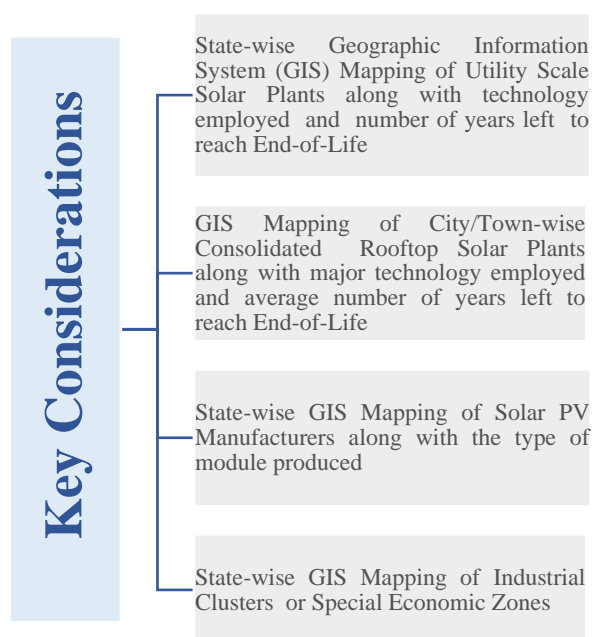 Key Considerations
State-wise Geographic Information
System (GIS) Mapping of Utility Scale
Solar Plants along with technology
employed and number of years left to
reach End-of-Life
GIS Mapping of City/Town-wise
Consolidated Rooftop Solar Plants
along with major technology employed
and average number of years left to
reach End-of-Life
State-wise GIS Mapping of Solar PV
Manufacturers along with the type of
module produced
State-wise GIS Mapping of Industrial
Clusters or Special Economic Zones